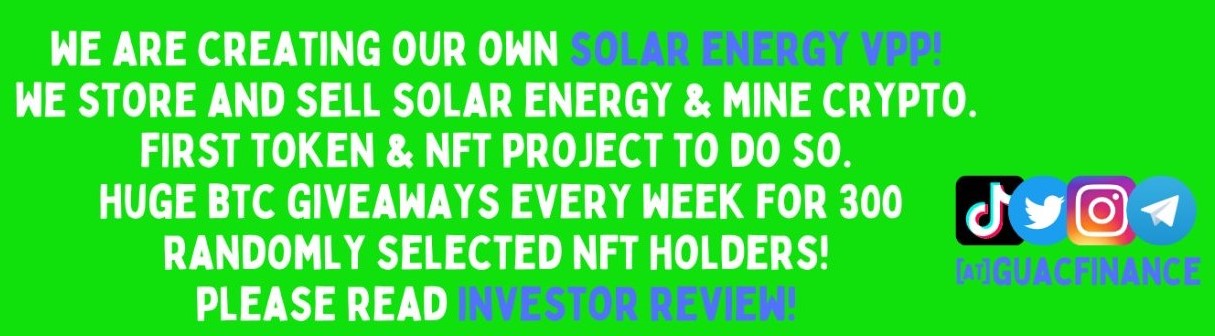 WE ARE CREATING OUR OWN SOLAR ENERGY VPP!
WE STORE AND SELL SOLAR ENERGY & MINE CRYPTO.
FIRST TOKEN & NFT PROJECT TO DO SO.
HUGE BTC GIVEAWAYS EVERY WEEK FOR 300
RANDOMLY SELECTED NFT HOLDERS!
PLEASE READ INVESTOR REVIEW!
[AT]GUACFINANCE